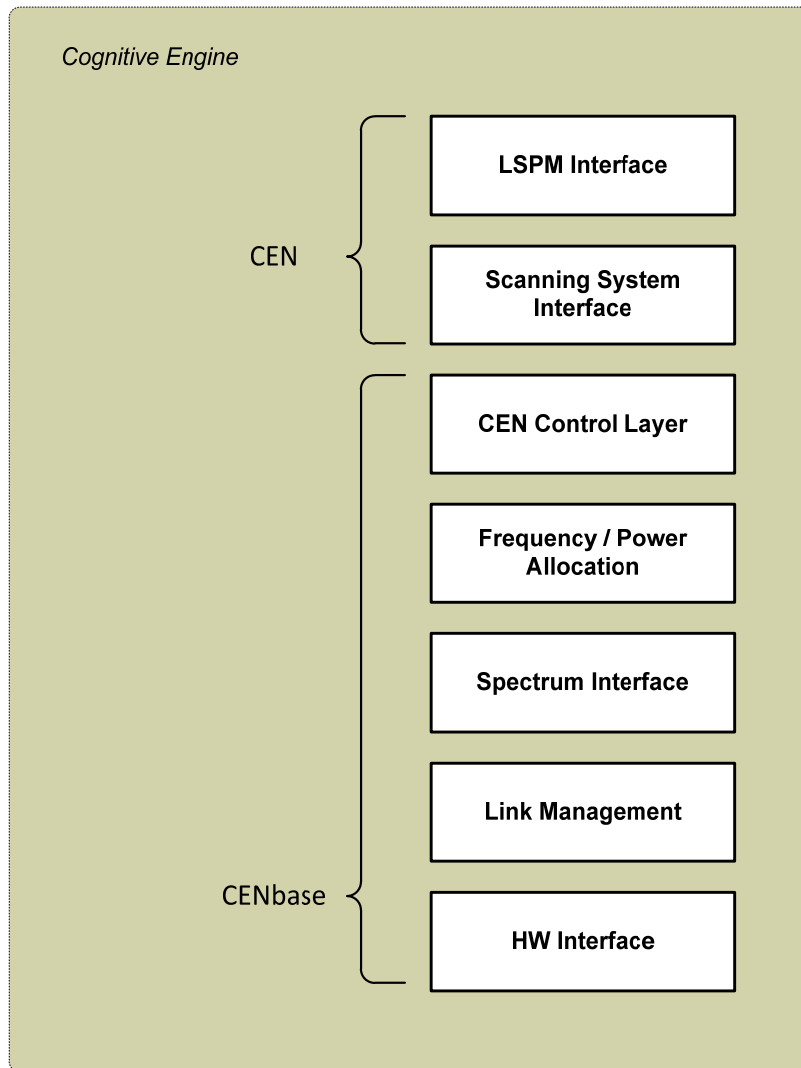 Cognitive Engine
LSPM Interface
CEN
Scanning System
Interface
CEN Control Layer
Frequency / Power
Allocation
Spectrum Interface
Link Management
CENbase
HW Interface